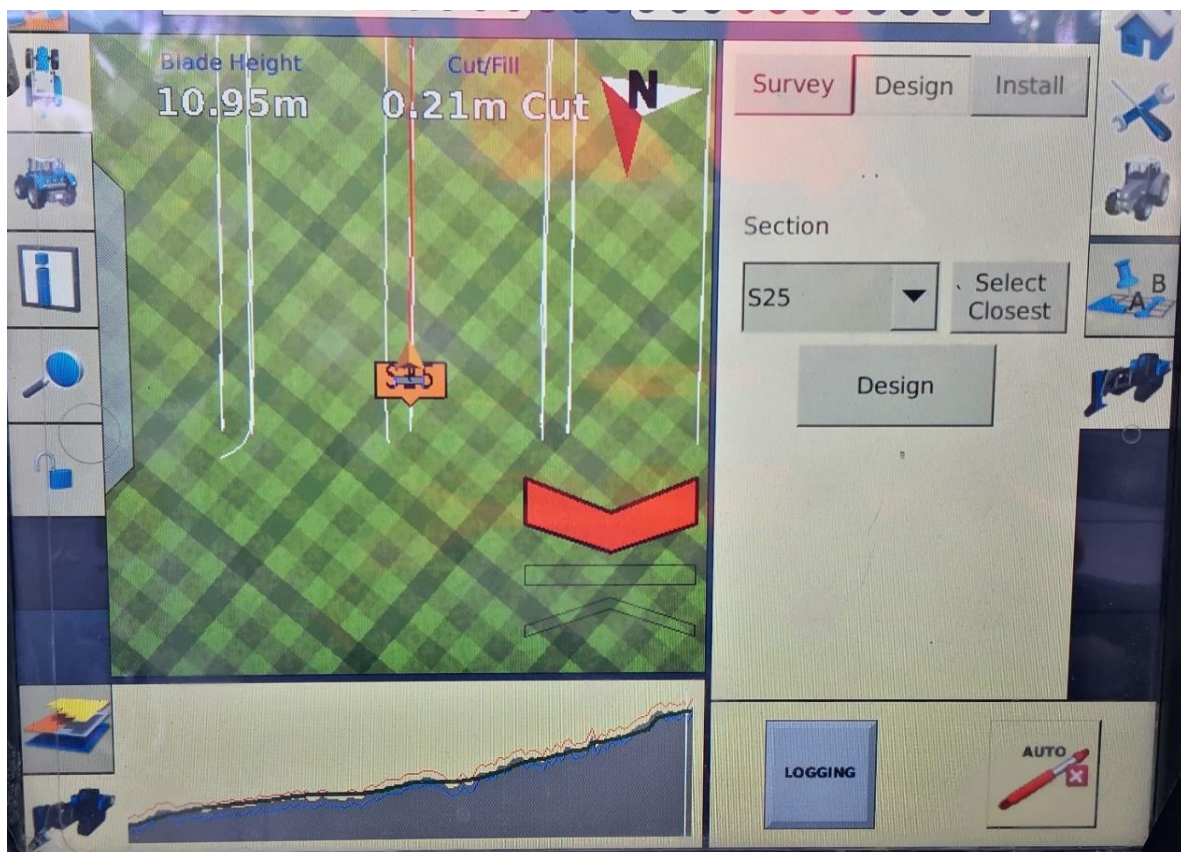 Blade Height
10.95m
Cut/Fill
0.21m Cut
N
Survey
Design
Install
Section
S25
Select
Closest
Design
A
B
S25
LOGGING
AUTO